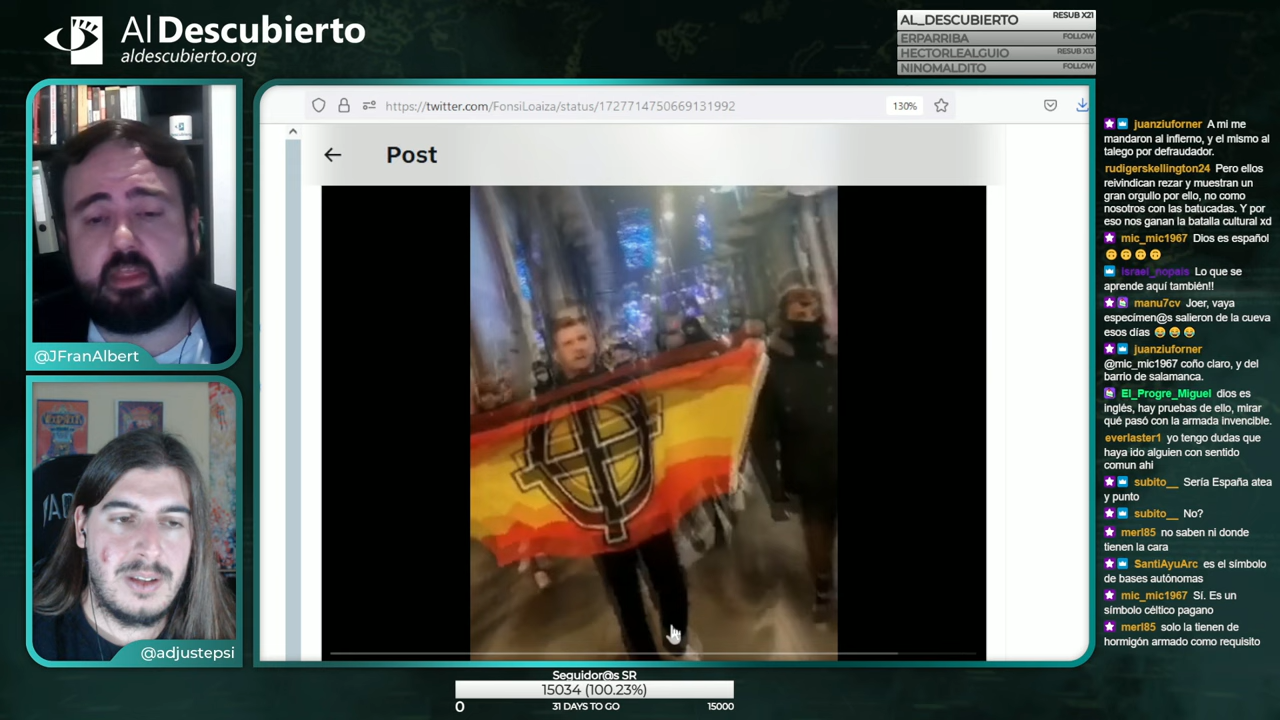 Al Descubierto
aldescubierto.org
AL_DESCUBIERTO RESUB X21
ERPARRIBA FOLLOW
HECTORLEALGUIO RESUB X13
NINOMALDITO FOLLOW
@JFranAlbert
@adjustepsi
https://twitter.com/FonsiLoaiza/status/1727714750669131992
130%
Post
juanziuforner A mi me
mandaron al infierno, y el mismo al
talego por defraudador.
rudigerskellington24 Pero ellos
reivindican rezar y muestran un
gran orgullo por ello, no como
nosotros con las batucadas. Y por
eso nos ganan la batalla cultural xd
mic_mic1967 Dios es español
🙃 🙃 🙃 🙃
israel_nopais Lo que se
aprende aquí también!!
manu7cv Joer, vaya
especímen@s salieron de la cueva
esos días 😂 😂 😂
juanziuforner
@mic_mic1967 coño claro, y del
barrio de salamanca.
El_Progre_Miguel dios es
inglés, hay pruebas de ello, mirar
qué pasó con la armada invencible.
everlaster1 yo tengo dudas que
haya ido alguien con sentido
comun ahi
subito__ Sería España atea
y punto
subito__ No?
merl85 no saben ni donde
tienen la cara
SantiAyuArc es el símbolo
de bases autónomas
mic_mic1967 Sí. Es un
símbolo céltico pagano
merl85 solo la tienen de
hormigón armado como requisito
Seguidor@s SR
15034 (100.23%)
0 31 DAYS TO GO 15000